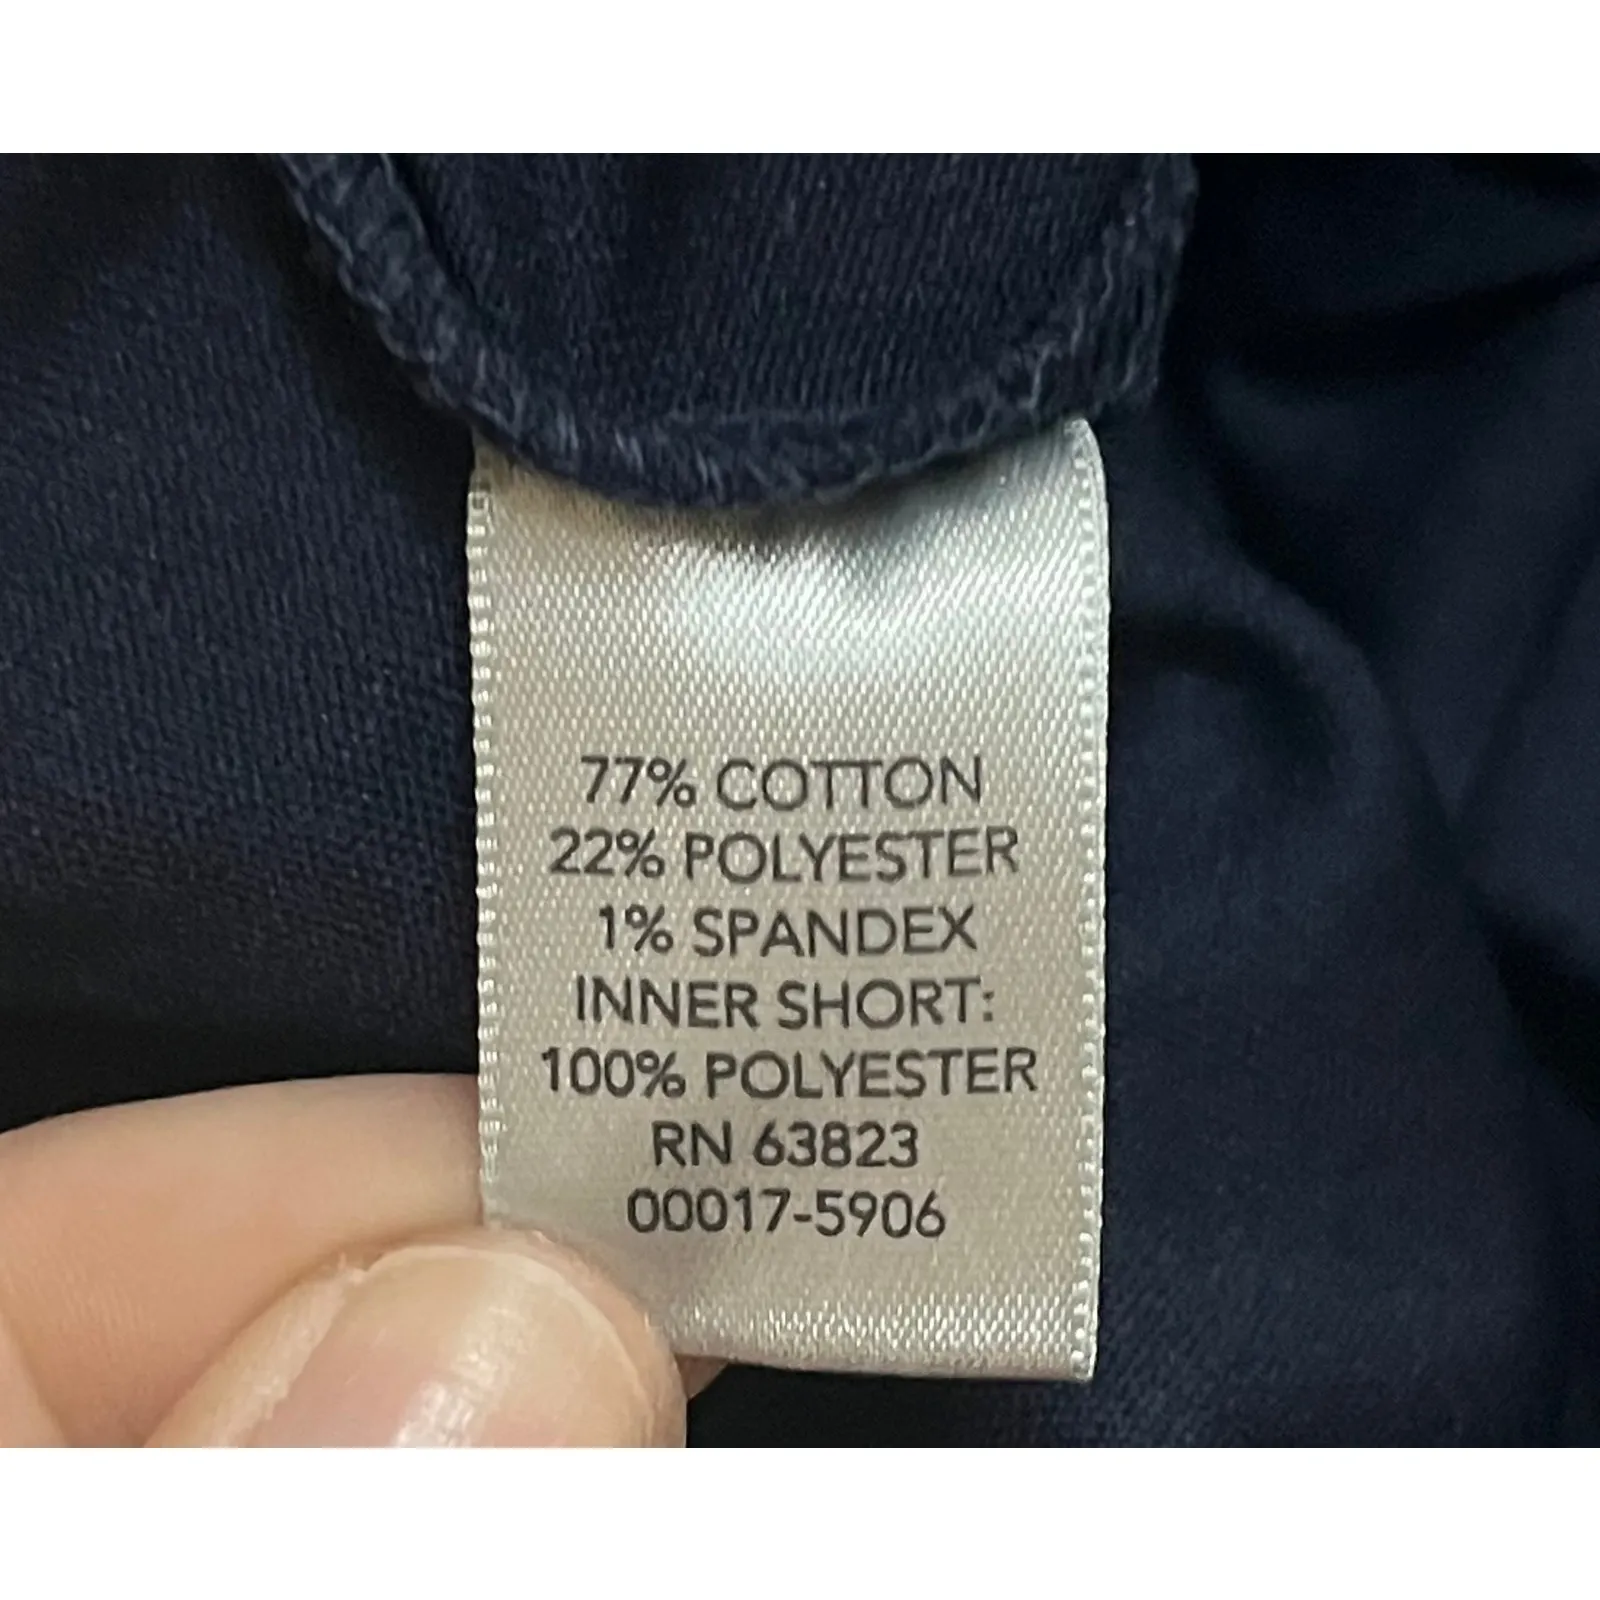 77% COTTON
22% POLYESTER
1% SPANDEX
INNER SHORT:
100% POLYESTER
RN 63823
00017-5906